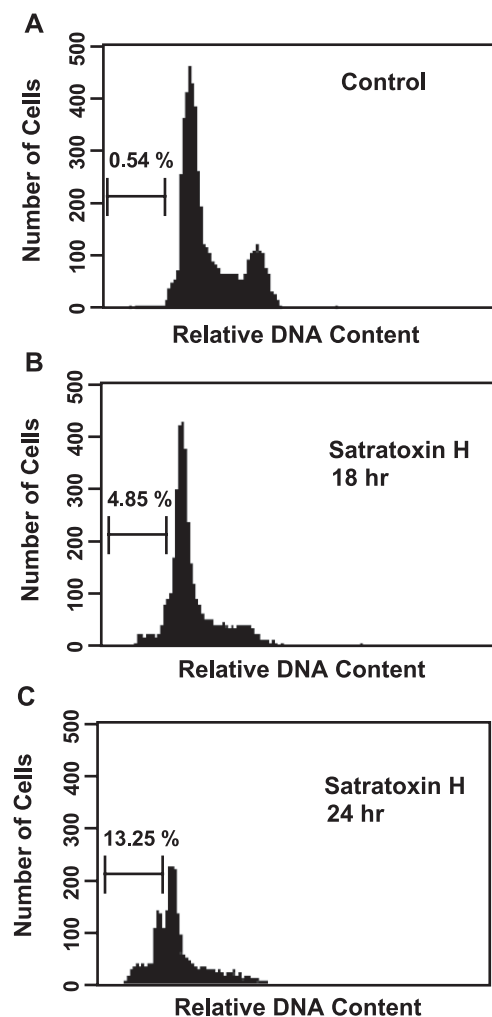 A
500
400
300
200
100
0
Number of Cells
Control
0.54 %
Relative DNA Content
B
500
400
300
200
100
0
Number of Cells
Satratoxin H
18 hr
4.85 %
Relative DNA Content
C
500
400
300
200
100
0
Number of Cells
Satratoxin H
24 hr
13.25 %
Relative DNA Content